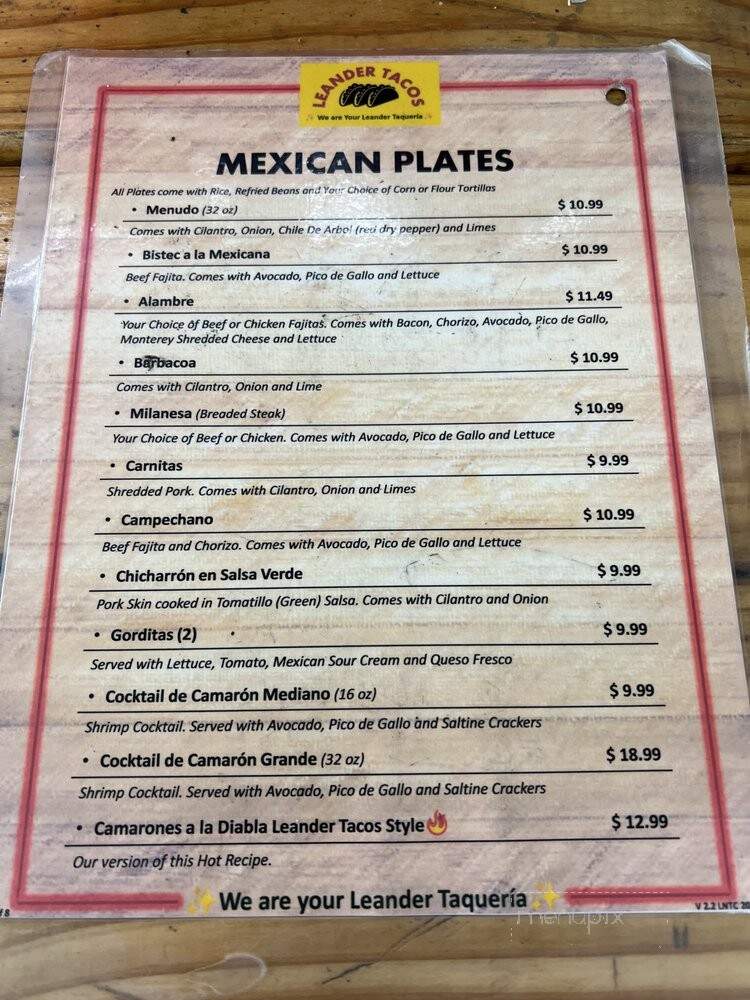 LEANDER TACOS
We are Your Leander Taquería
MEXICAN PLATES
All Plates come with Rice, Refried Beans and Your Choice of Corn or Flour Tortillas
• Menudo (32 oz) $ 10.99
Comes with Cilantro, Onion, Chile De Arbol (red dry pepper) and Limes
• Bistec a la Mexicana $ 10.99
Beef Fajita. Comes with Avocado, Pico de Gallo and Lettuce
• Alambre $ 11.49
Your Choice of Beef or Chicken Fajitas. Comes with Bacon, Chorizo, Avocado, Pico de Gallo,
Monterey Shredded Cheese and Lettuce
• Barbacoa $ 10.99
Comes with Cilantro, Onion and Lime
• Milanesa (Breaded Steak) $ 10.99
Your Choice of Beef or Chicken. Comes with Avocado, Pico de Gallo and Lettuce
• Carnitas $ 9.99
Shredded Pork. Comes with Cilantro, Onion and Limes
• Campechano $ 10.99
Beef Fajita and Chorizo. Comes with Avocado, Pico de Gallo and Lettuce
• Chicharrón en Salsa Verde $ 9.99
Pork Skin cooked in Tomatillo (Green) Salsa. Comes with Cilantro and Onion
• Gorditas (2) $ 9.99
Served with Lettuce, Tomato, Mexican Sour Cream and Queso Fresco
• Cocktail de Camarón Mediano (16 oz) $ 9.99
Shrimp Cocktail. Served with Avocado, Pico de Gallo and Saltine Crackers
• Cocktail de Camarón Grande (32 oz) $ 18.99
Shrimp Cocktail. Served with Avocado, Pico de Gallo and Saltine Crackers
• Camarones a la Diabla Leander Tacos Style🔥 $ 12.99
Our version of this Hot Recipe.
✨ We are your Leander Taquería ✨
V 2.2 LNTC 20
menupix